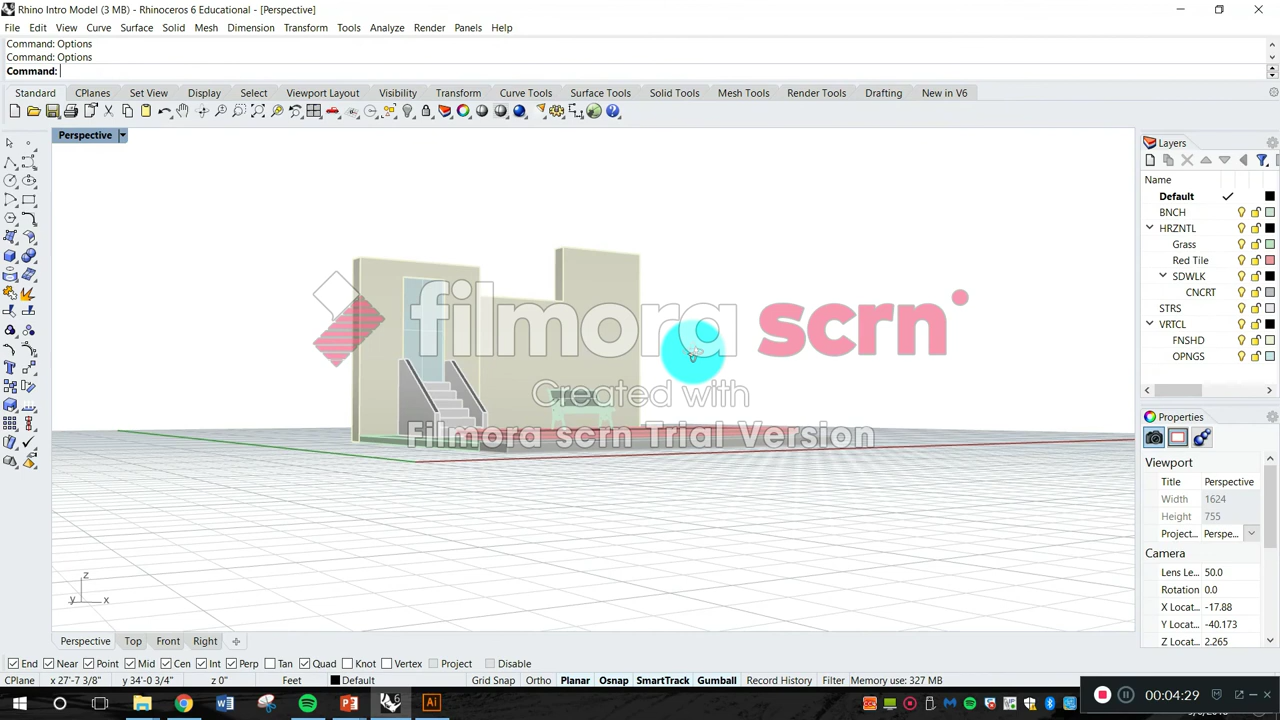 Rhino Intro Model (3 MB) - Rhinoceros 6 Educational - [Perspective]
File Edit View Curve Surface Solid Mesh Dimension Transform Tools Analyze Render Panels Help
Command: Options
Command: Options
Command:
Standard CPlanes Set View Display Select Viewport Layout Visibility Transform Curve Tools Surface Tools Solid Tools Mesh Tools Render Tools Drafting New in V6
Perspective
Layers
Name
Default
BNCH
HRZNTL
Grass
Red Tile
SDWLK
CNCRT
STRS
VRTCL
FNSHD
OPNGS
filmora scrn
Created with
Filmora scrn Trial Version
Properties
Viewport
Title Perspective
Width 1624
Height 755
Project... Perspe...
Camera
Lens Le... 50.0
Rotation 0.0
X Locat... -17.88
Y Locat... -40.173
Z Locat... 2.265
z
y x
Perspective Top Front Right
End Near Point Mid Cen Int Perp Tan Quad Knot Vertex Project Disable
CPlane x 27'-7 3/8" y 34'-0 3/4" z 0" Feet Default Grid Snap Ortho Planar Osnap SmartTrack Gumball Record History Filter Memory use: 327 MB
00:04:29